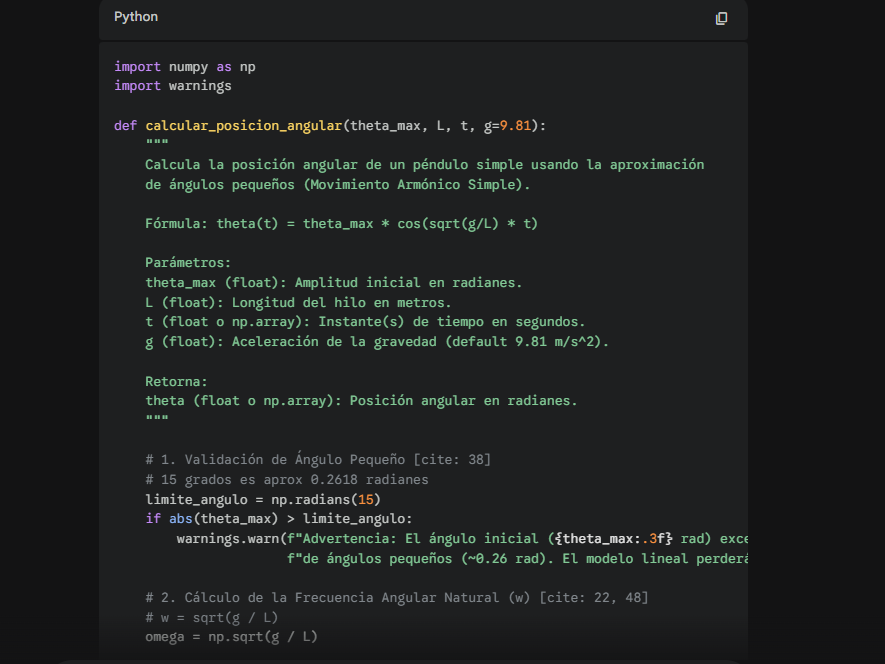 Python
import numpy as np
import warnings
def calcular_posicion_angular(theta_max, L, t, g=9.81):
"""
Calcula la posición angular de un péndulo simple usando la aproximación
de ángulos pequeños (Movimiento Armónico Simple).
Fórmula: theta(t) = theta_max * cos(sqrt(g/L) * t)
Parámetros:
theta_max (float): Amplitud inicial en radianes.
L (float): Longitud del hilo en metros.
t (float o np.array): Instante(s) de tiempo en segundos.
g (float): Aceleración de la gravedad (default 9.81 m/s^2).
Retorna:
theta (float o np.array): Posición angular en radianes.
"""
# 1. Validación de Ángulo Pequeño [cite: 38]
# 15 grados es aprox 0.2618 radianes
limite_angulo = np.radians(15)
if abs(theta_max) > limite_angulo:
warnings.warn(f"Advertencia: El ángulo inicial ({theta_max:.3f} rad) exce
f"de ángulos pequeños (~0.26 rad). El modelo lineal perderá
# 2. Cálculo de la Frecuencia Angular Natural (w) [cite: 22, 48]
# w = sqrt(g / L)
omega = np.sqrt(g / L)